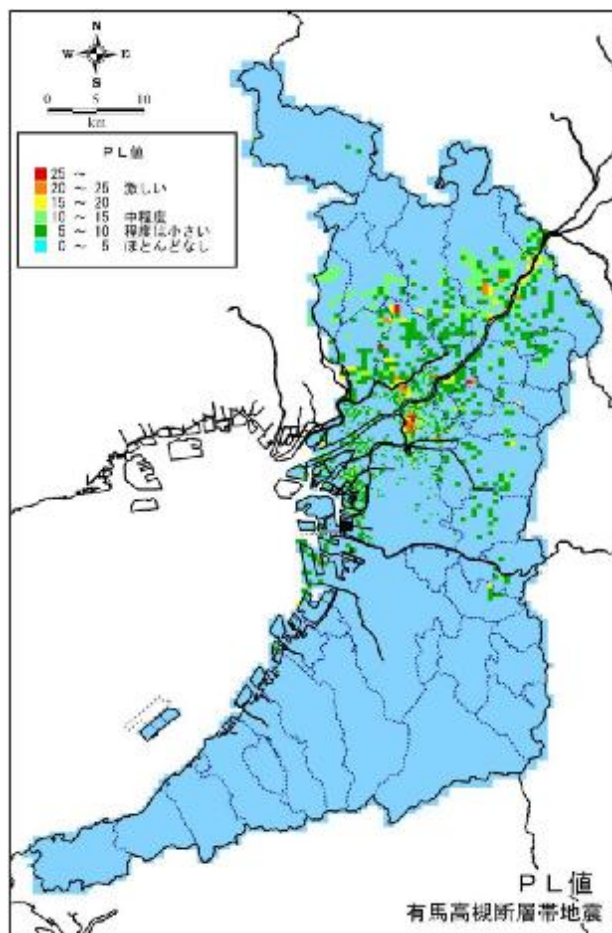 N
W E
S
0 5 10
km
PL値
25 ～
20 ～ 25 激しい
15 ～ 20
10 ～ 15 中程度
5 ～ 10 程度は小さい
0 ～ 5 ほとんどなし
PL値
有馬高槻断層帯地震